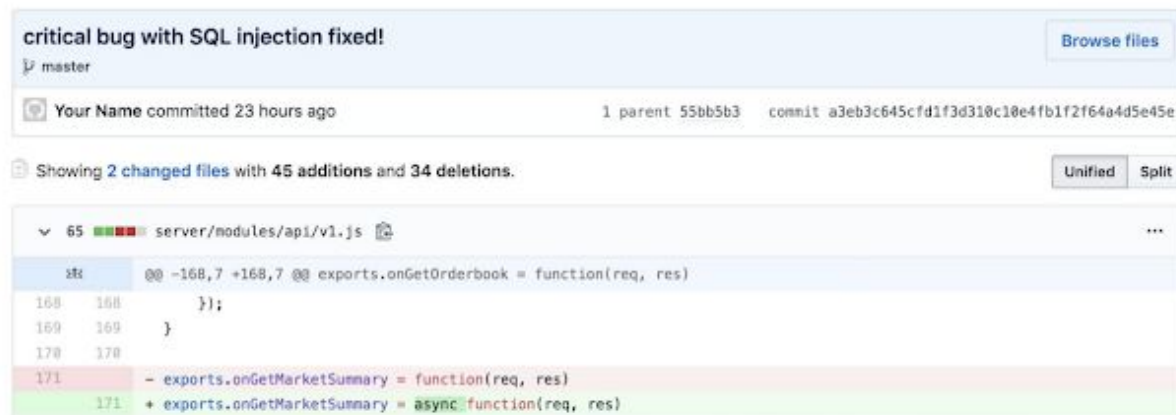 critical bug with SQL injection fixed!
Browse files
master
Your Name committed 23 hours ago
1 parent 55bb5b3 commit a3eb3c645cfd1f3d310c10e4fb1f2f64a4d5e45e
Showing 2 changed files with 45 additions and 34 deletions.
Unified Split
65 server/modules/api/v1.js ...
@@ -168,7 +168,7 @@ exports.onGetOrderbook = function(req, res)
168 168 });
169 169 }
170 170
171 - exports.onGetMarketSummary = function(req, res)
171 + exports.onGetMarketSummary = async function(req, res)